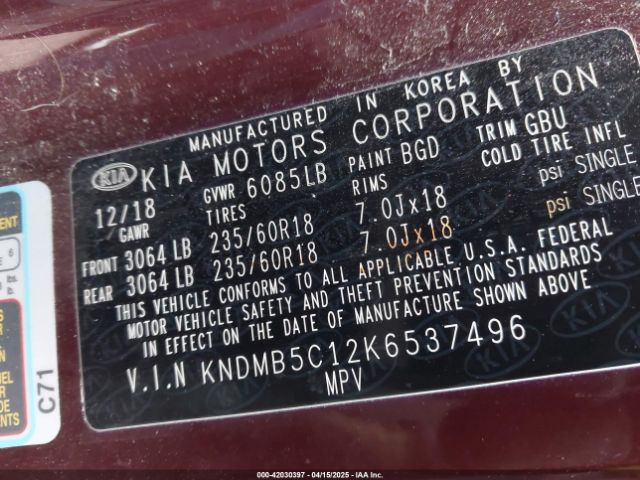 MANUFACTURED IN KOREA BY
KIA KIA MOTORS CORPORATION
12/18 GVWR 6085LB PAINT BGD TRIM GBU
GAWR TIRES RIMS COLD TIRE INFL
FRONT 3064 LB 235/60R18 7.0Jx18 psi SINGLE
REAR 3064 LB 235/60R18 7.0Jx18 psi SINGLE
THIS VEHICLE CONFORMS TO ALL APPLICABLE U.S.A. FEDERAL
MOTOR VEHICLE SAFETY AND THEFT PREVENTION STANDARDS
IN EFFECT ON THE DATE OF MANUFACTURE SHOWN ABOVE
V.I.N KNDMB5C12K6537496
MPV
C71
000-42030397 - 04/15/2025 - IAA Inc.